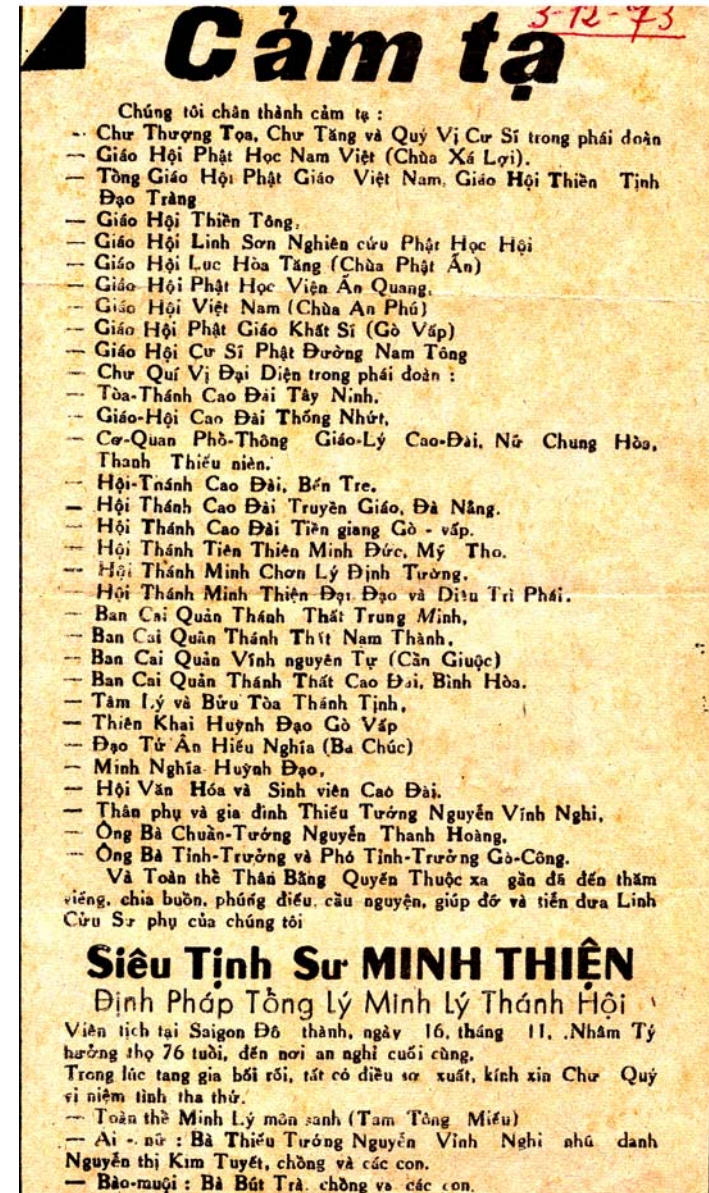 3-12-73
Cảm tạ
Chúng tôi chân thành cảm tạ :
-- Chư Thượng Tọa, Chư Tăng và Quý Vị Cư Sĩ trong phái đoàn
— Giáo Hội Phật Học Nam Việt (Chùa Xá Lợi).
— Tổng Giáo Hội Phật Giáo Việt Nam, Giáo Hội Thiền Tịnh
Đạo Tràng
— Giáo Hội Thiền Tông,
— Giáo Hội Linh Sơn Nghiên cứu Phật Học Hội
— Giáo Hội Lục Hòa Tăng (Chùa Phật Ấn)
— Giáo Hội Phật Học Viện Ấn Quang,
— Giáo Hội Việt Nam (Chùa An Phú)
— Giáo Hội Phật Giáo Khất Sĩ (Gò Vấp)
— Giáo Hội Cư Sĩ Phật Đường Nam Tông
— Chư Quí Vị Đại Diện trong phái đoàn :
— Tòa-Thánh Cao Đài Tây Ninh.
— Giáo-Hội Cao Đài Thống Nhứt,
— Cơ-Quan Phổ-Thông Giáo-Lý Cao-Đài, Nữ Chung Hòa,
Thanh Thiếu niên.
— Hội-Thánh Cao Đài, Bến Tre.
— Hội Thánh Cao Đài Truyền Giáo, Đà Nẵng.
— Hội Thánh Cao Đài Tiền giang Gò - vấp.
— Hội Thánh Tiên Thiên Minh Đức, Mỹ Tho.
— Hội Thánh Minh Chơn Lý Định Tường,
— Hội Thánh Minh Thiện Đại Đạo và Diêu Trì Phái.
— Ban Cai Quản Thánh Thất Trung Minh,
— Ban Cai Quản Thánh Thất Nam Thành,
— Ban Cai Quản Vĩnh nguyên Tự (Cần Giuộc)
— Ban Cai Quản Thánh Thất Cao Đài, Bình Hòa.
— Tâm Lý và Bửu Tòa Thánh Tịnh,
— Thiên Khai Huỳnh Đạo Gò Vấp
— Đạo Tứ Ân Hiếu Nghĩa (Ba Chúc)
— Minh Nghĩa Huỳnh Đạo,
— Hội Văn Hóa và Sinh viên Cao Đài.
— Thân phụ và gia đình Thiếu Tướng Nguyễn Vĩnh Nghi,
— Ông Bà Chuẩn-Tướng Nguyễn Thanh Hoàng,
— Ông Bà Tỉnh-Trưởng và Phó Tỉnh-Trưởng Gò-Công.
Và Toàn thể Thân Bằng Quyến Thuộc xa gần đã đến thăm
viếng, chia buồn, phúng điếu, cầu nguyện, giúp đỡ và tiễn đưa Linh
Cửu Sư phụ của chúng tôi
Siêu Tịnh Sư MINH THIỆN
Định Pháp Tổng Lý Minh Lý Thánh Hội
Viên tịch tại Saigon Đô thành, ngày 16, tháng 11, Nhâm Tý
hưởng thọ 76 tuổi, đến nơi an nghỉ cuối cùng.
Trong lúc tang gia bối rối, tất có điều sơ xuất, kính xin Chư Quý
vị niệm tình tha thứ.
— Toàn thể Minh Lý môn sanh (Tam Tông Miếu)
— Ai - nữ : Bà Thiếu Tướng Nguyễn Vĩnh Nghi nhũ danh
Nguyễn thị Kim Tuyết, chồng và các con.
— Bào-muội : Bà Bút Trà, chồng và các con.